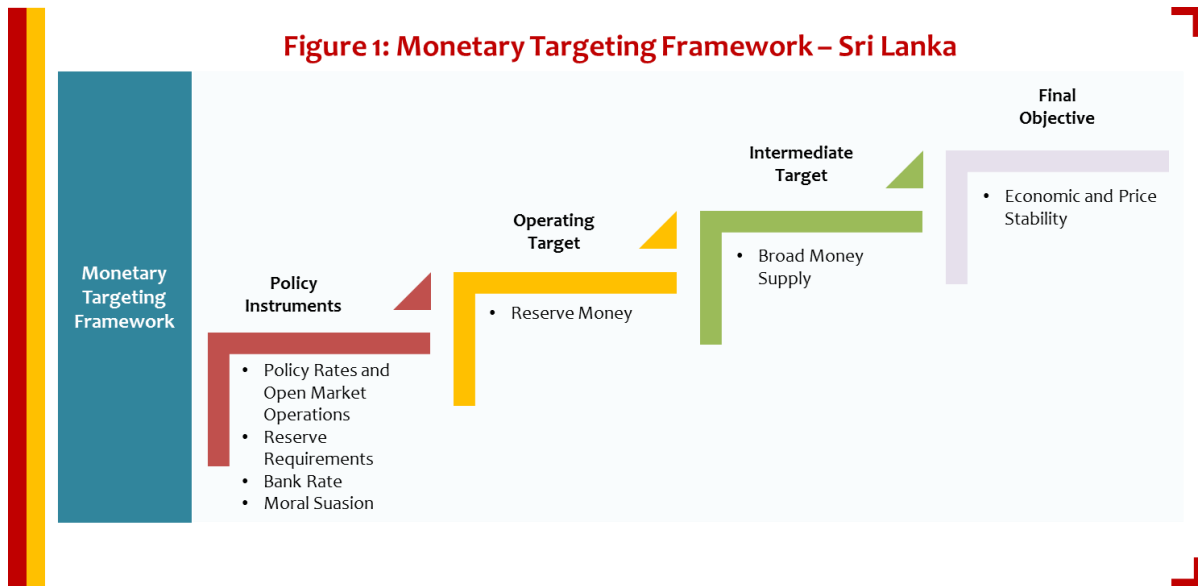 Figure 1: Monetary Targeting Framework – Sri Lanka
Monetary
Targeting
Framework
Policy
Instruments
• Policy Rates and
Open Market
Operations
• Reserve
Requirements
• Bank Rate
• Moral Suasion
Operating
Target
• Reserve Money
Intermediate
Target
• Broad Money
Supply
Final
Objective
• Economic and Price
Stability